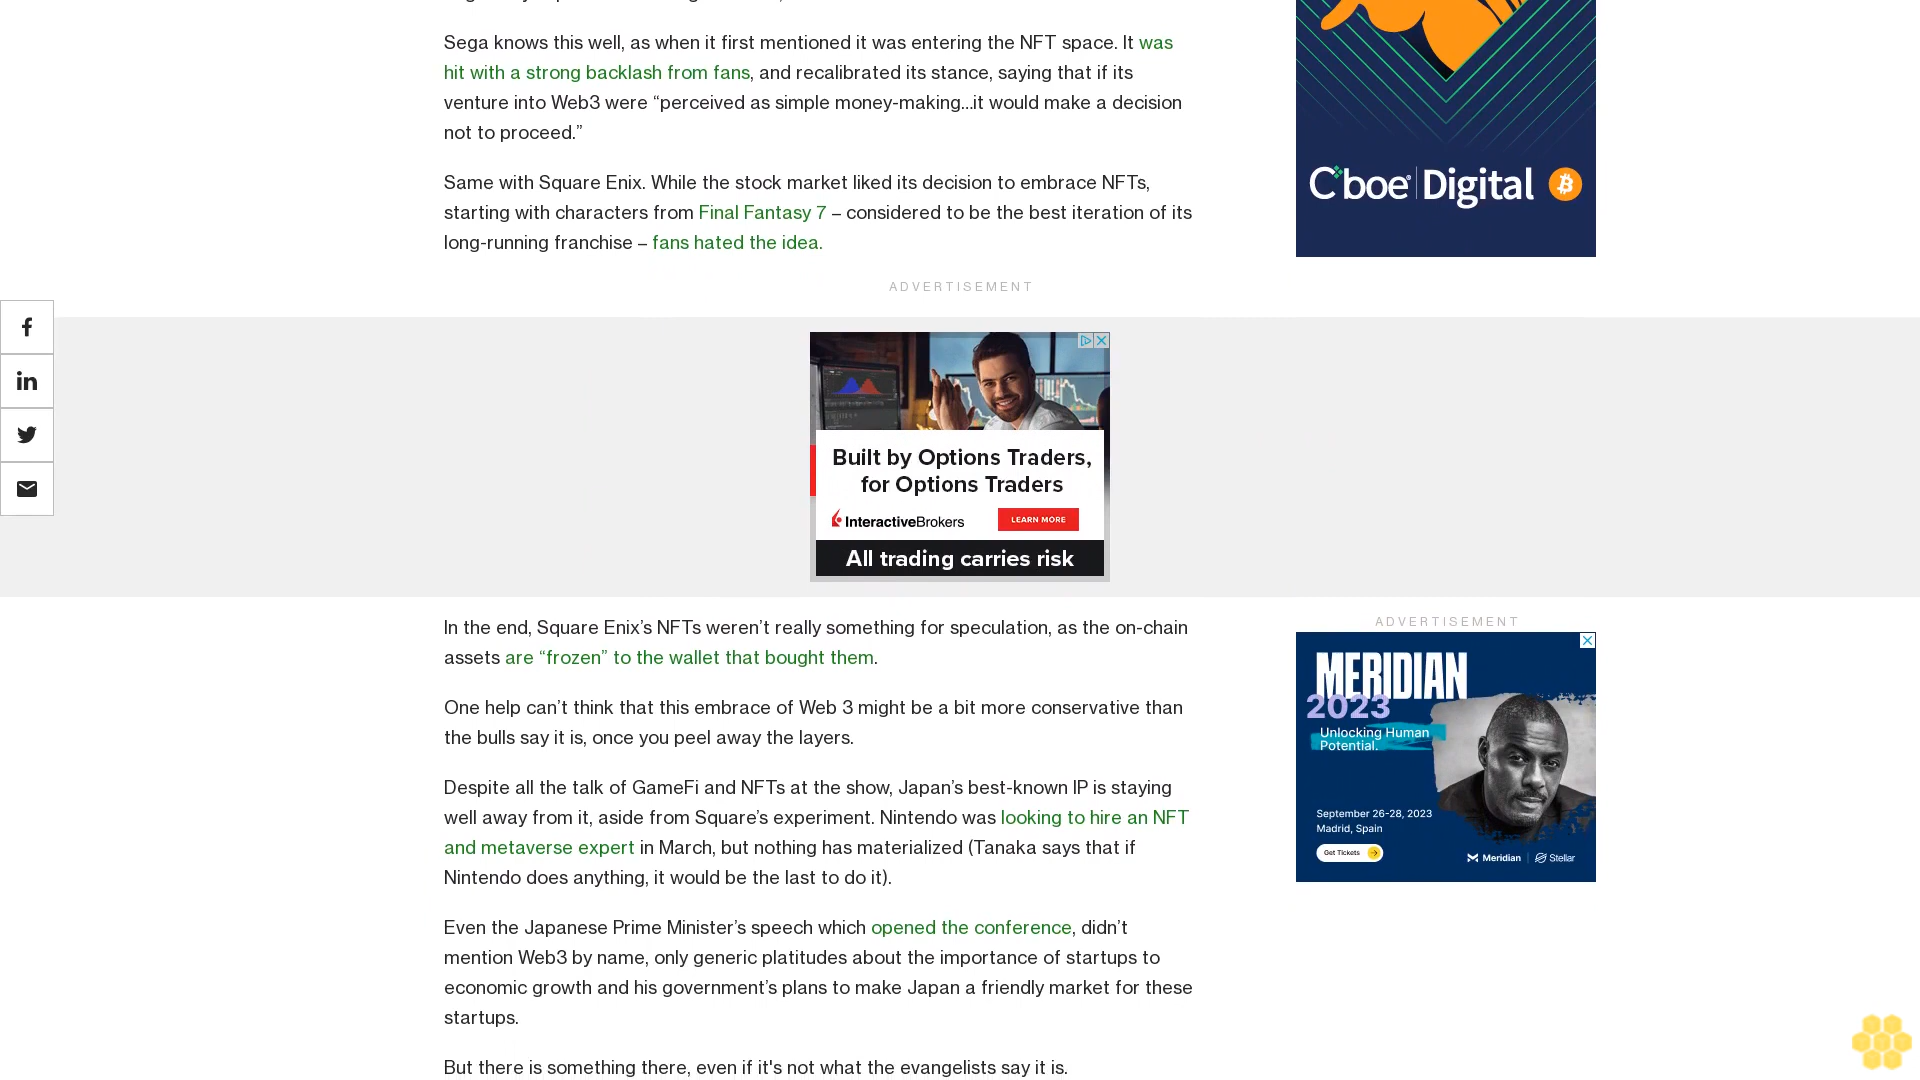 Sega knows this well, as when it first mentioned it was entering the NFT space. It was
hit with a strong backlash from fans, and recalibrated its stance, saying that if its
venture into Web3 were “perceived as simple money-making…it would make a decision
not to proceed.”
Same with Square Enix. While the stock market liked its decision to embrace NFTs,
starting with characters from Final Fantasy 7 – considered to be the best iteration of its
long-running franchise – fans hated the idea.
Cboe Digital
ADVERTISEMENT
Built by Options Traders,
for Options Traders
InteractiveBrokers
LEARN MORE
All trading carries risk
In the end, Square Enix’s NFTs weren’t really something for speculation, as the on-chain
assets are “frozen” to the wallet that bought them.
One help can’t think that this embrace of Web 3 might be a bit more conservative than
the bulls say it is, once you peel away the layers.
Despite all the talk of GameFi and NFTs at the show, Japan’s best-known IP is staying
well away from it, aside from Square’s experiment. Nintendo was looking to hire an NFT
and metaverse expert in March, but nothing has materialized (Tanaka says that if
Nintendo does anything, it would be the last to do it).
Even the Japanese Prime Minister’s speech which opened the conference, didn’t
mention Web3 by name, only generic platitudes about the importance of startups to
economic growth and his government’s plans to make Japan a friendly market for these
startups.
But there is something there, even if it's not what the evangelists say it is.
ADVERTISEMENT
MERIDIAN
2023
Unlocking Human
Potential.
September 26-28, 2023
Madrid, Spain
Get Tickets
Meridian | Stellar